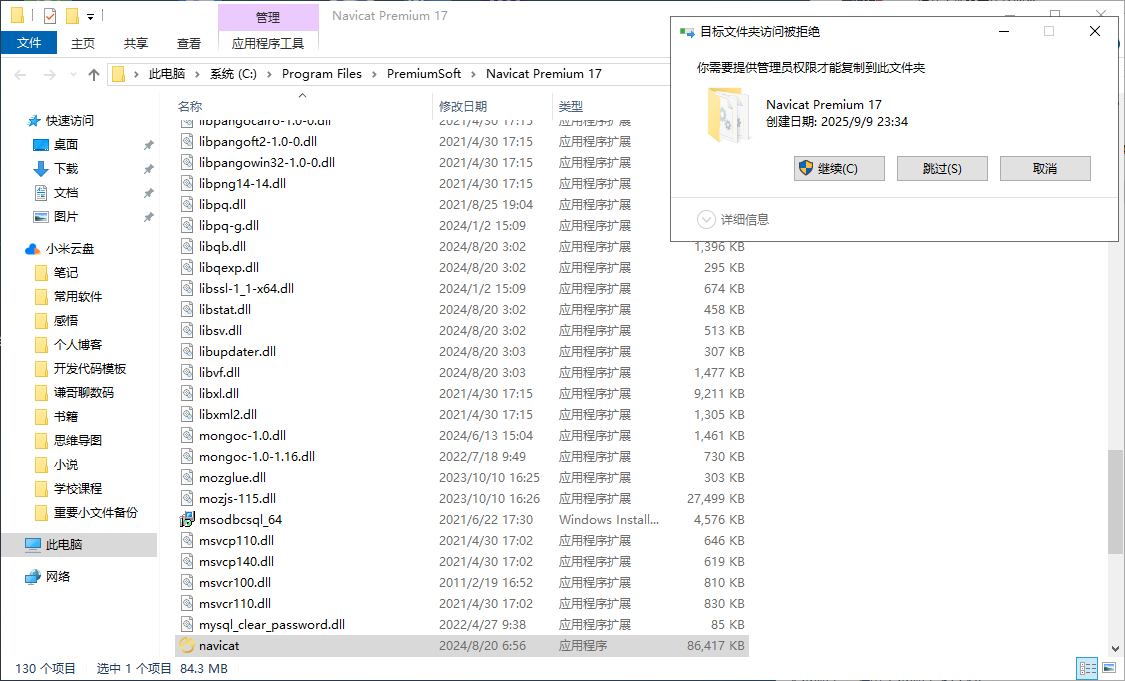 管理
Navicat Premium 17
文件
主页
共享
查看
应用程序工具
此电脑 > 系统 (C:) > Program Files > PremiumSoft > Navicat Premium 17
快速访问
桌面
下载
文档
图片
小米云盘
笔记
常用软件
感悟
个人博客
开发代码模板
谦哥聊数码
书籍
思维导图
小说
学校课程
重要小文件备份
此电脑
网络
名称 修改日期 类型
libpangocairo-1.0-0.dll 2021/4/30 17:15 应用程序扩展
libpangoft2-1.0-0.dll 2021/4/30 17:15 应用程序扩展
libpangowin32-1.0-0.dll 2021/4/30 17:15 应用程序扩展
libpng14-14.dll 2021/4/30 17:15 应用程序扩展
libpq.dll 2021/8/25 19:04 应用程序扩展
libpq-g.dll 2024/1/2 15:09 应用程序扩展
libqb.dll 2024/8/20 3:02 应用程序扩展 1,396 KB
libqexp.dll 2024/8/20 3:02 应用程序扩展 295 KB
libssl-1_1-x64.dll 2024/1/2 15:09 应用程序扩展 674 KB
libstat.dll 2024/8/20 3:02 应用程序扩展 458 KB
libsv.dll 2024/8/20 3:02 应用程序扩展 513 KB
libupdater.dll 2024/8/20 3:03 应用程序扩展 307 KB
libvf.dll 2024/8/20 3:03 应用程序扩展 1,477 KB
libxl.dll 2021/4/30 17:15 应用程序扩展 9,211 KB
libxml2.dll 2021/4/30 17:15 应用程序扩展 1,305 KB
mongoc-1.0.dll 2024/6/13 15:04 应用程序扩展 1,461 KB
mongoc-1.0-1.16.dll 2022/7/18 9:49 应用程序扩展 730 KB
mozglue.dll 2023/10/10 16:25 应用程序扩展 303 KB
mozjs-115.dll 2023/10/10 16:26 应用程序扩展 27,499 KB
msodbcsql_64 2021/6/22 17:30 Windows Install... 4,576 KB
msvcp110.dll 2021/4/30 17:02 应用程序扩展 646 KB
msvcp140.dll 2021/4/30 17:02 应用程序扩展 619 KB
msvcr100.dll 2011/2/19 16:52 应用程序扩展 810 KB
msvcr110.dll 2021/4/30 17:02 应用程序扩展 830 KB
mysql_clear_password.dll 2022/4/27 9:38 应用程序扩展 85 KB
navicat 2024/8/20 6:56 应用程序 86,417 KB
130 个项目 选中 1 个项目 84.3 MB
目标文件夹访问被拒绝
你需要提供管理员权限才能复制到此文件夹
Navicat Premium 17
创建日期: 2025/9/9 23:34
继续(C)
跳过(S)
取消
详细信息